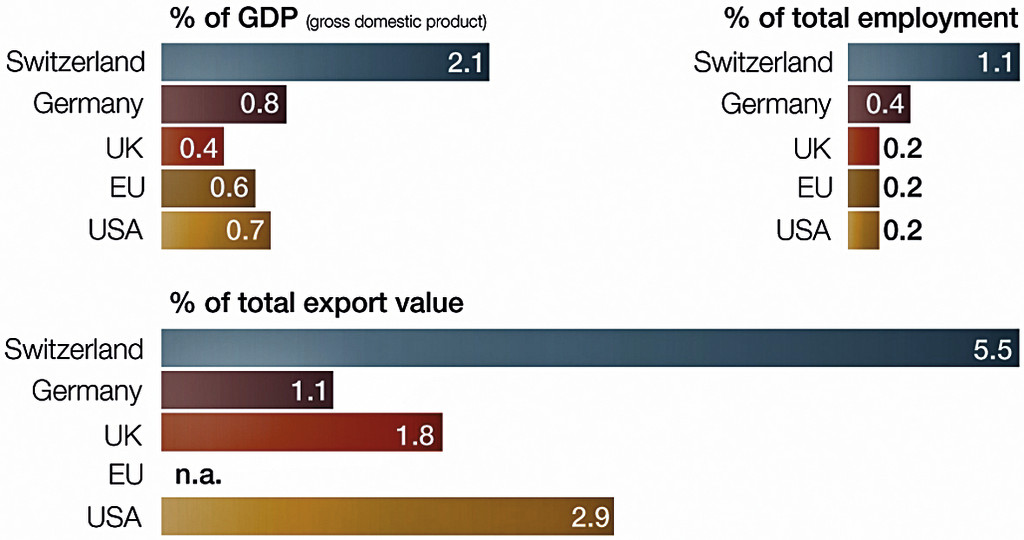 % of GDP (gross domestic product)
Switzerland 2.1
Germany 0.8
UK 0.4
EU 0.6
USA 0.7
% of total employment
Switzerland 1.1
Germany 0.4
UK 0.2
EU 0.2
USA 0.2
% of total export value
Switzerland 5.5
Germany 1.1
UK 1.8
EU n.a.
USA 2.9